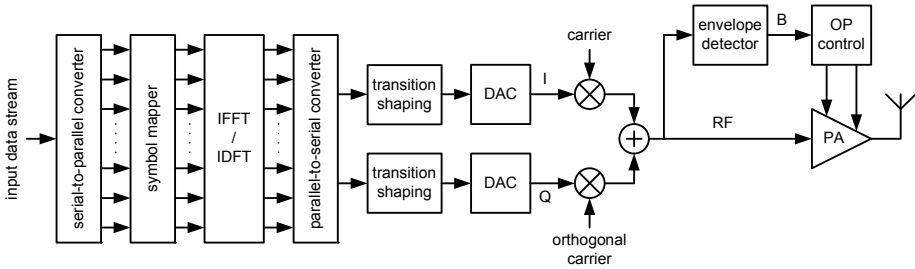 input data stream
serial-to-parallel converter
symbol mapper
IFFT
/
IDFT
parallel-to-serial converter
transition
shaping
DAC
I
carrier
transition
shaping
DAC
Q
orthogonal
carrier
envelope
detector
B
OP
control
RF
PA